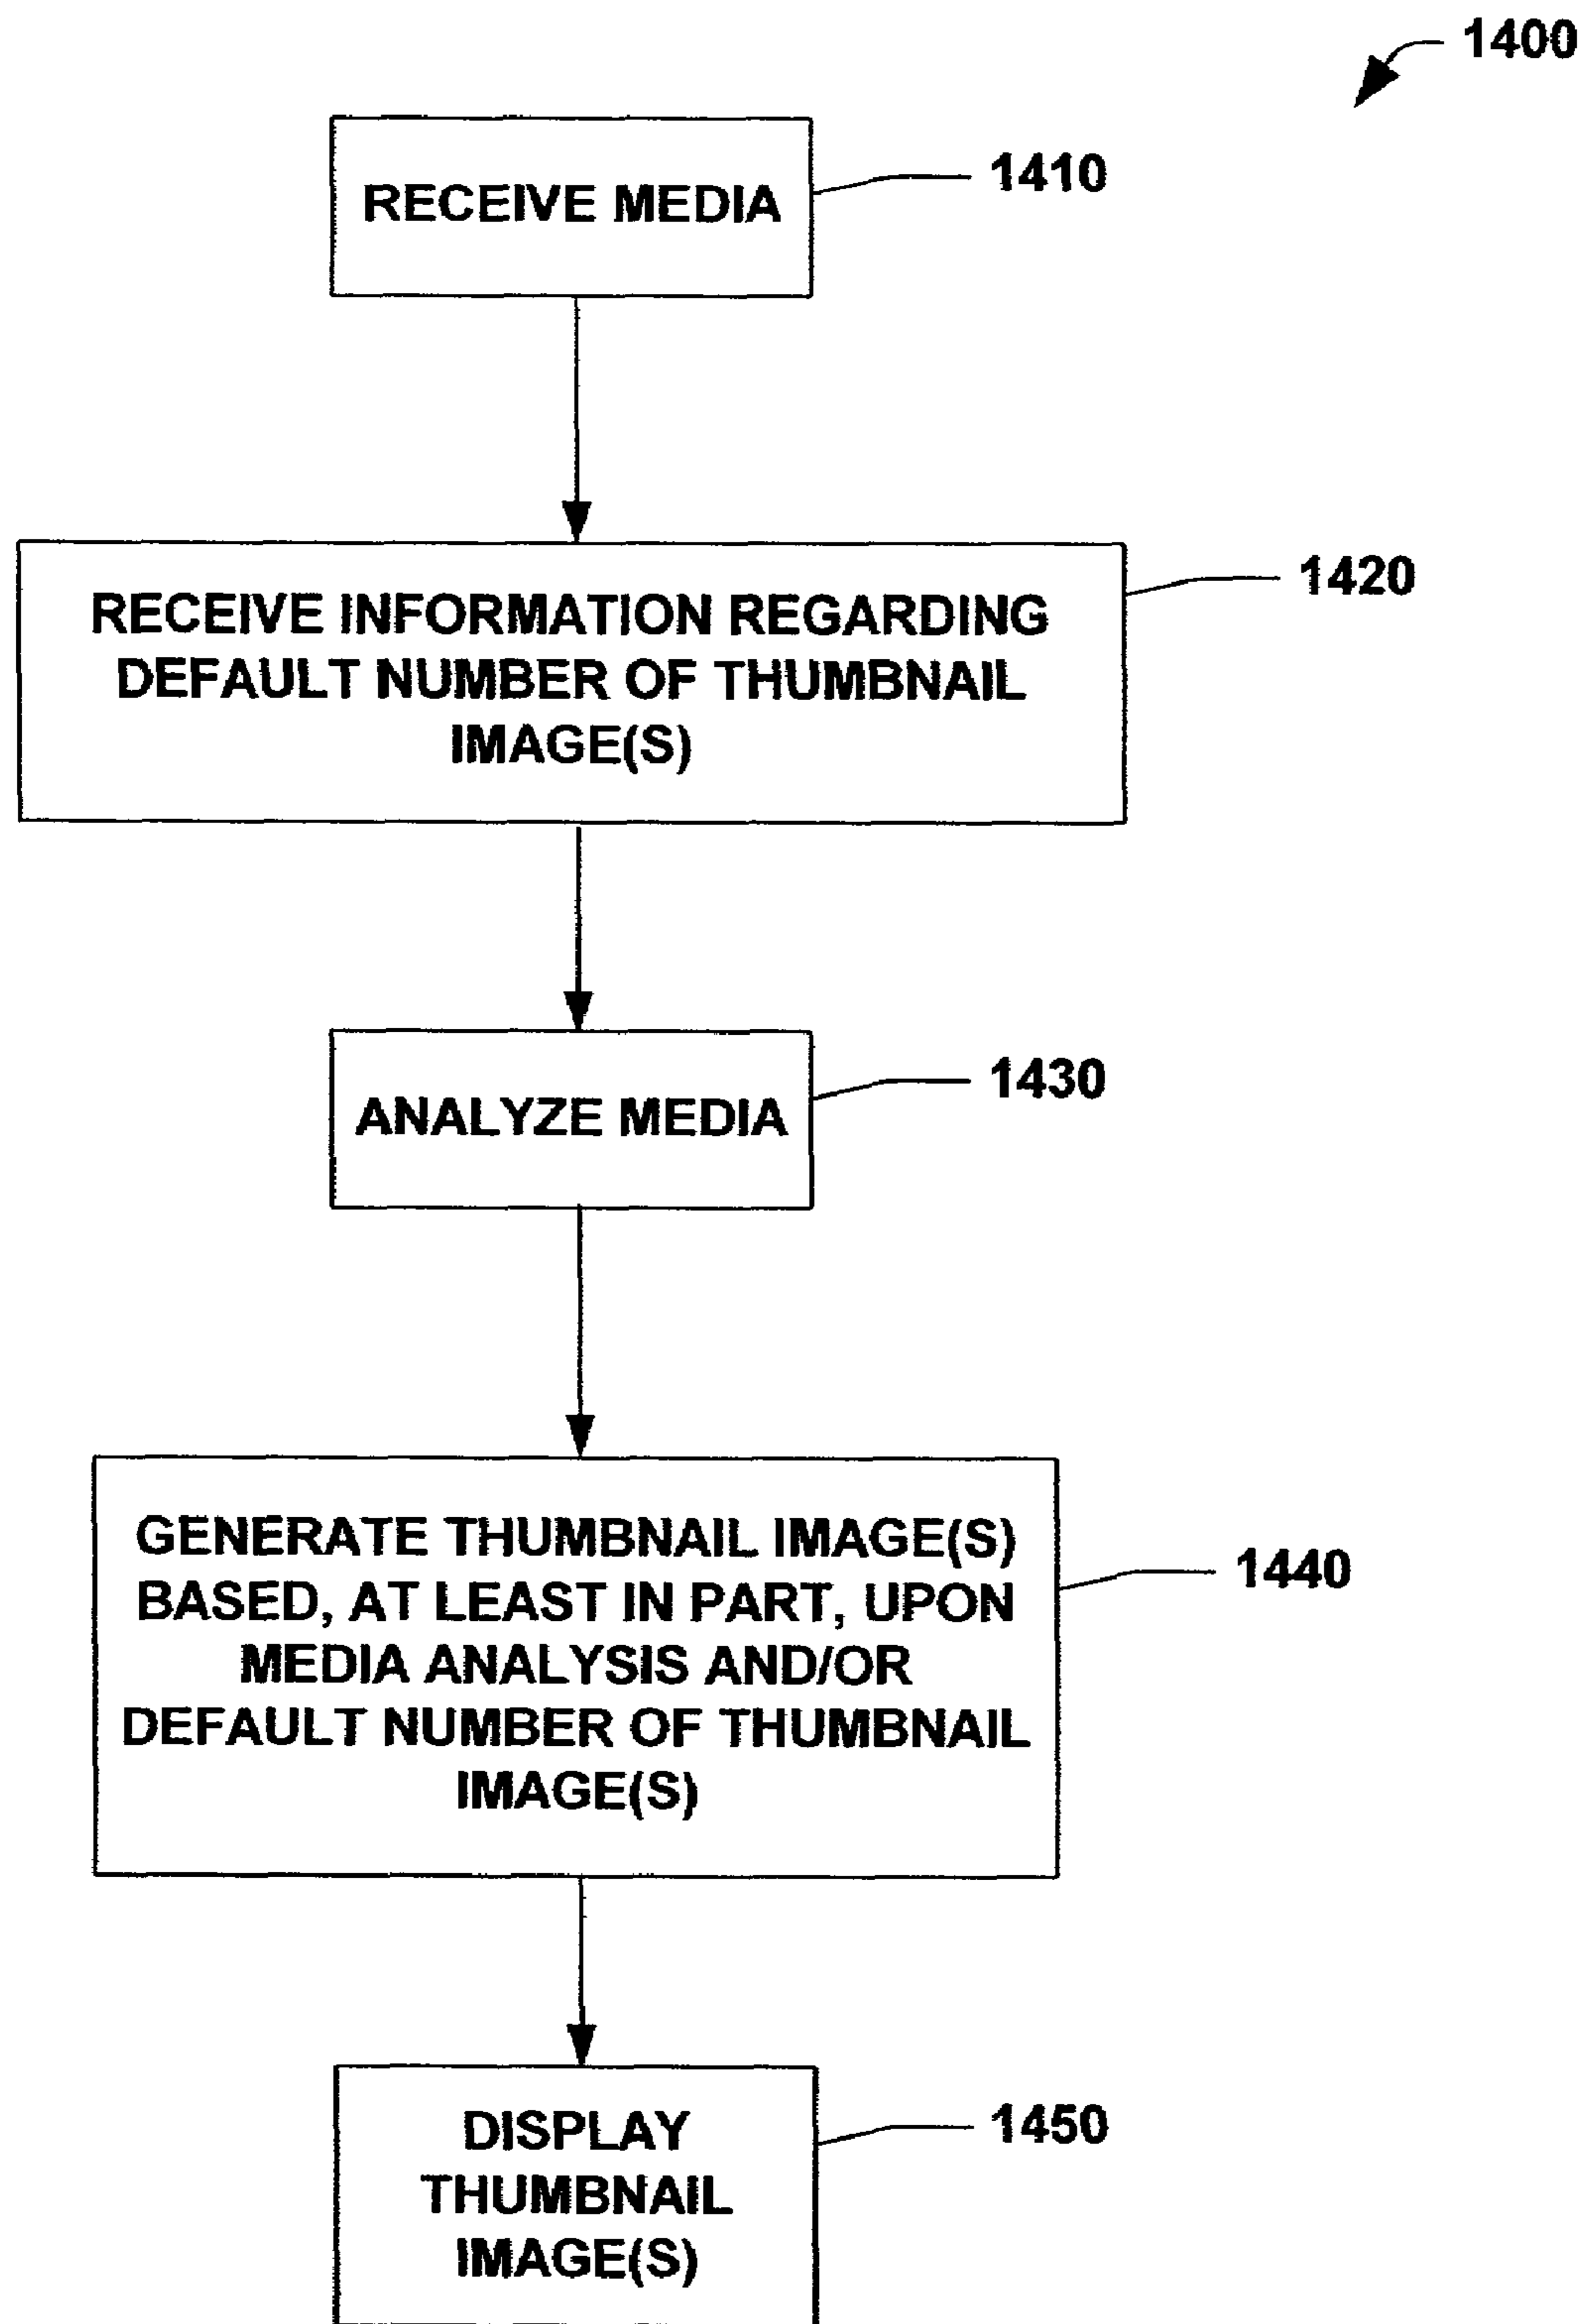 1400
RECEIVE MEDIA
1410
RECEIVE INFORMATION REGARDING
DEFAULT NUMBER OF THUMBNAIL
IMAGE(S)
1420
ANALYZE MEDIA
1430
GENERATE THUMBNAIL IMAGE(S)
BASED, AT LEAST IN PART, UPON
MEDIA ANALYSIS AND/OR
DEFAULT NUMBER OF THUMBNAIL
IMAGE(S)
1440
DISPLAY
THUMBNAIL
IMAGE(S)
1450